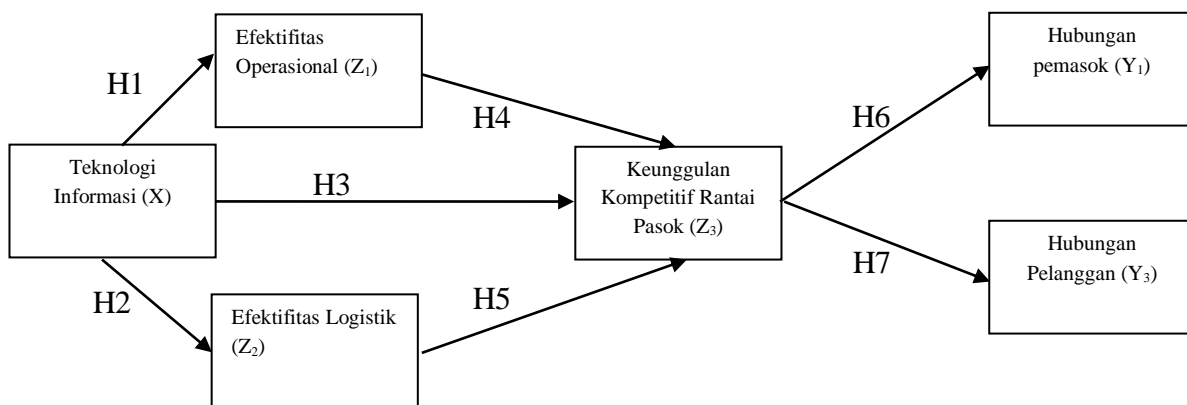 Efektifitas
Operasional (Z₁)
Hubungan
pemasok (Y₁)
H1
H4
H6
Teknologi
Informasi (X)
H3
Keunggulan
Kompetitif Rantai
Pasok (Z₃)
H2
H5
H7
Hubungan
Pelanggan (Y₃)
Efektifitas Logistik
(Z₂)